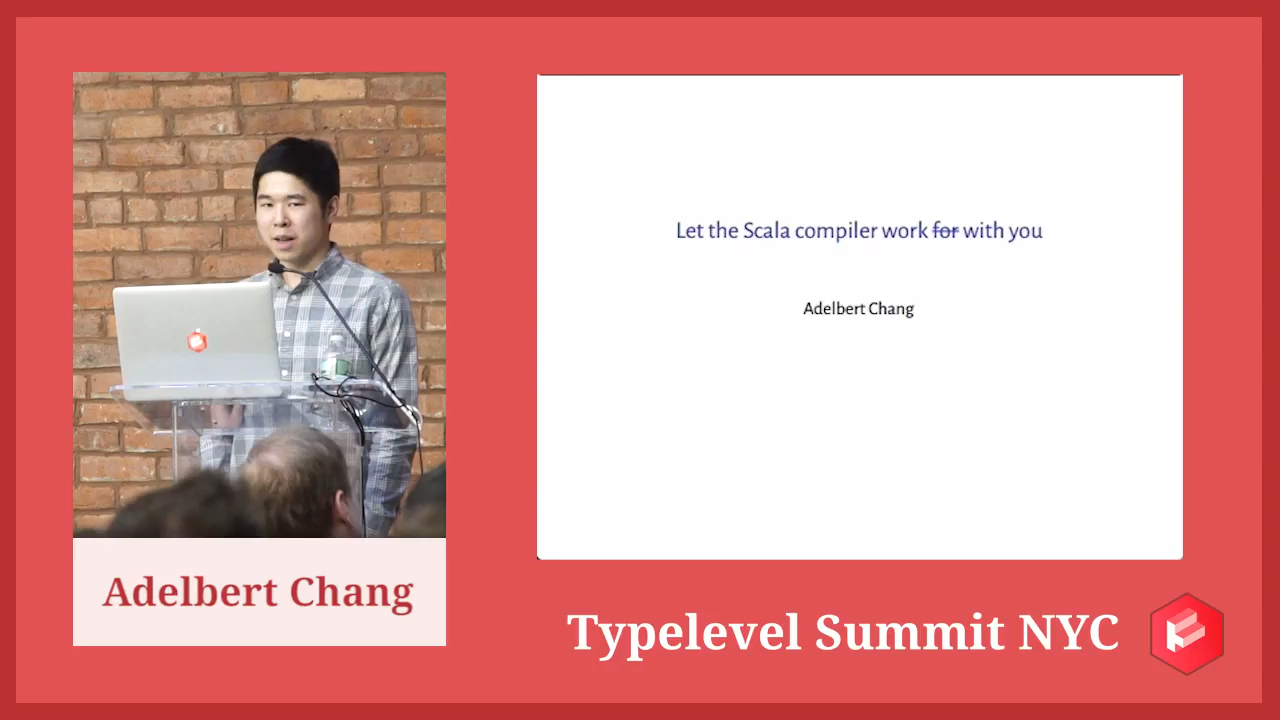 Let the Scala compiler work for with you
Adelbert Chang
Adelbert Chang
Typelevel Summit NYC